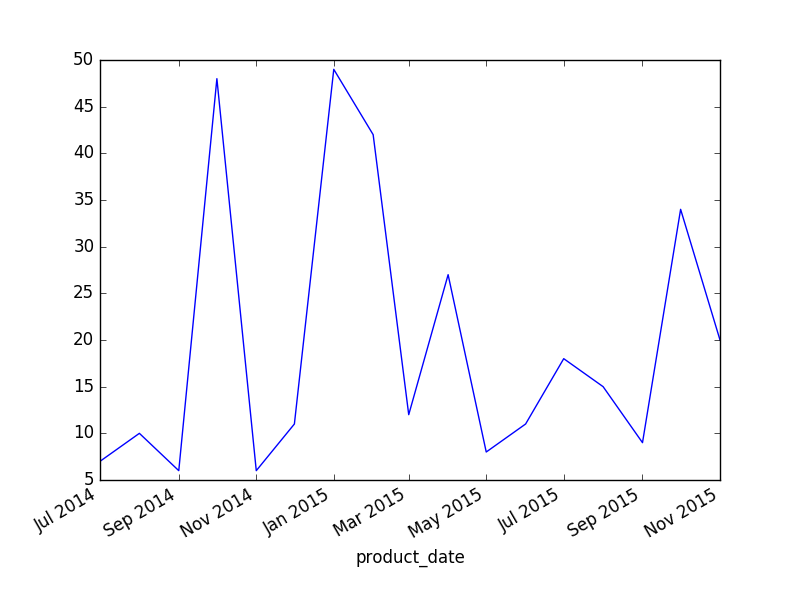 50
45
40
35
30
25
20
15
10
5
Jul 2014
Sep 2014
Nov 2014
Jan 2015
Mar 2015
May 2015
Jul 2015
Sep 2015
Nov 2015
product_date